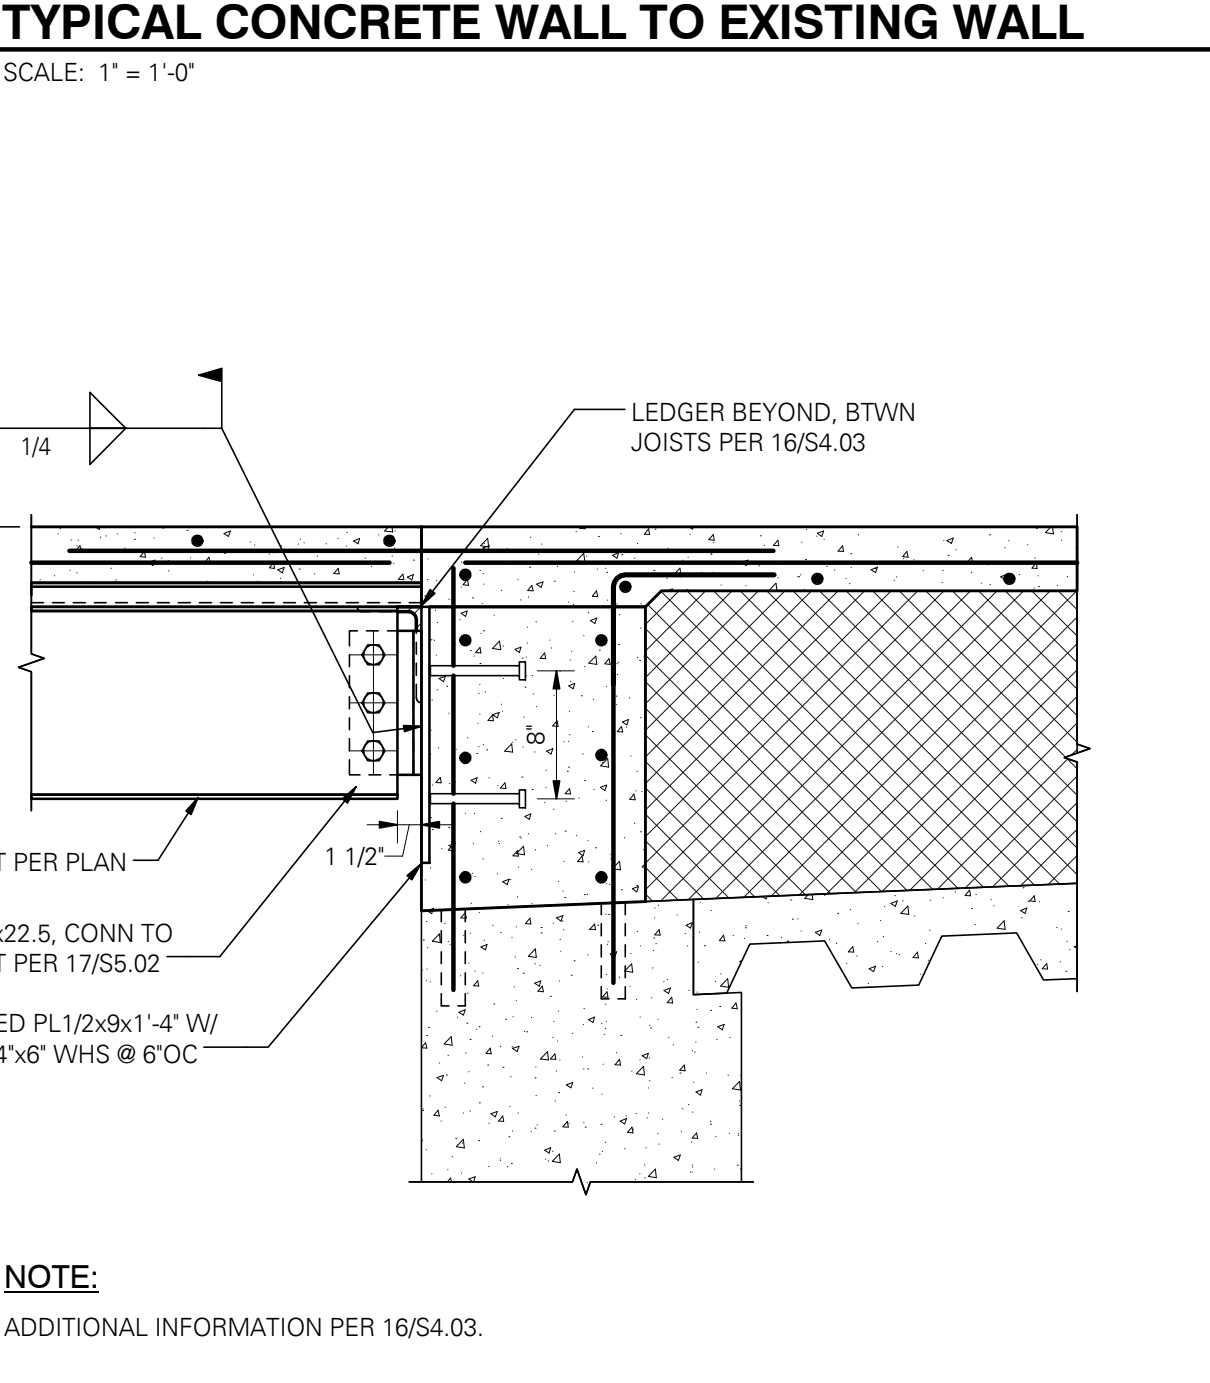 TYPICAL CONCRETE WALL TO EXISTING WALL
SCALE: 1" = 1'-0"
LEDGER BEYOND, BTWN
JOISTS PER 16/S4.03
1/4
8"
1 1/2"
T PER PLAN
x22.5, CONN TO
T PER 17/S5.02
ED PL1/2x9x1'-4" W/
4"x6" WHS @ 6"OC
NOTE:
ADDITIONAL INFORMATION PER 16/S4.03.